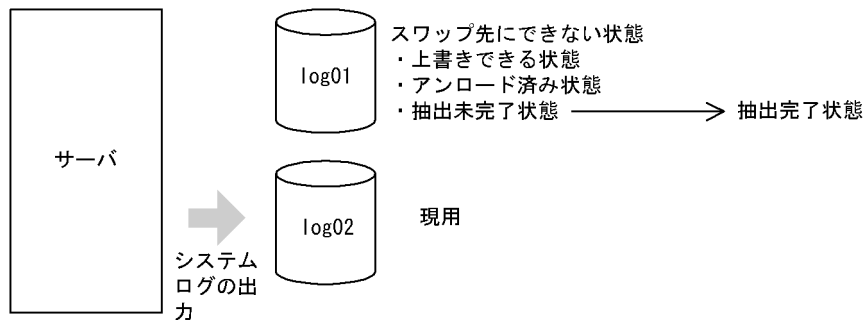 サーバ
システム
ログの出
力
log01
スワップ先にできない状態
・上書きできる状態
・アンロード済み状態
・抽出未完了状態
抽出完了状態
log02
現用